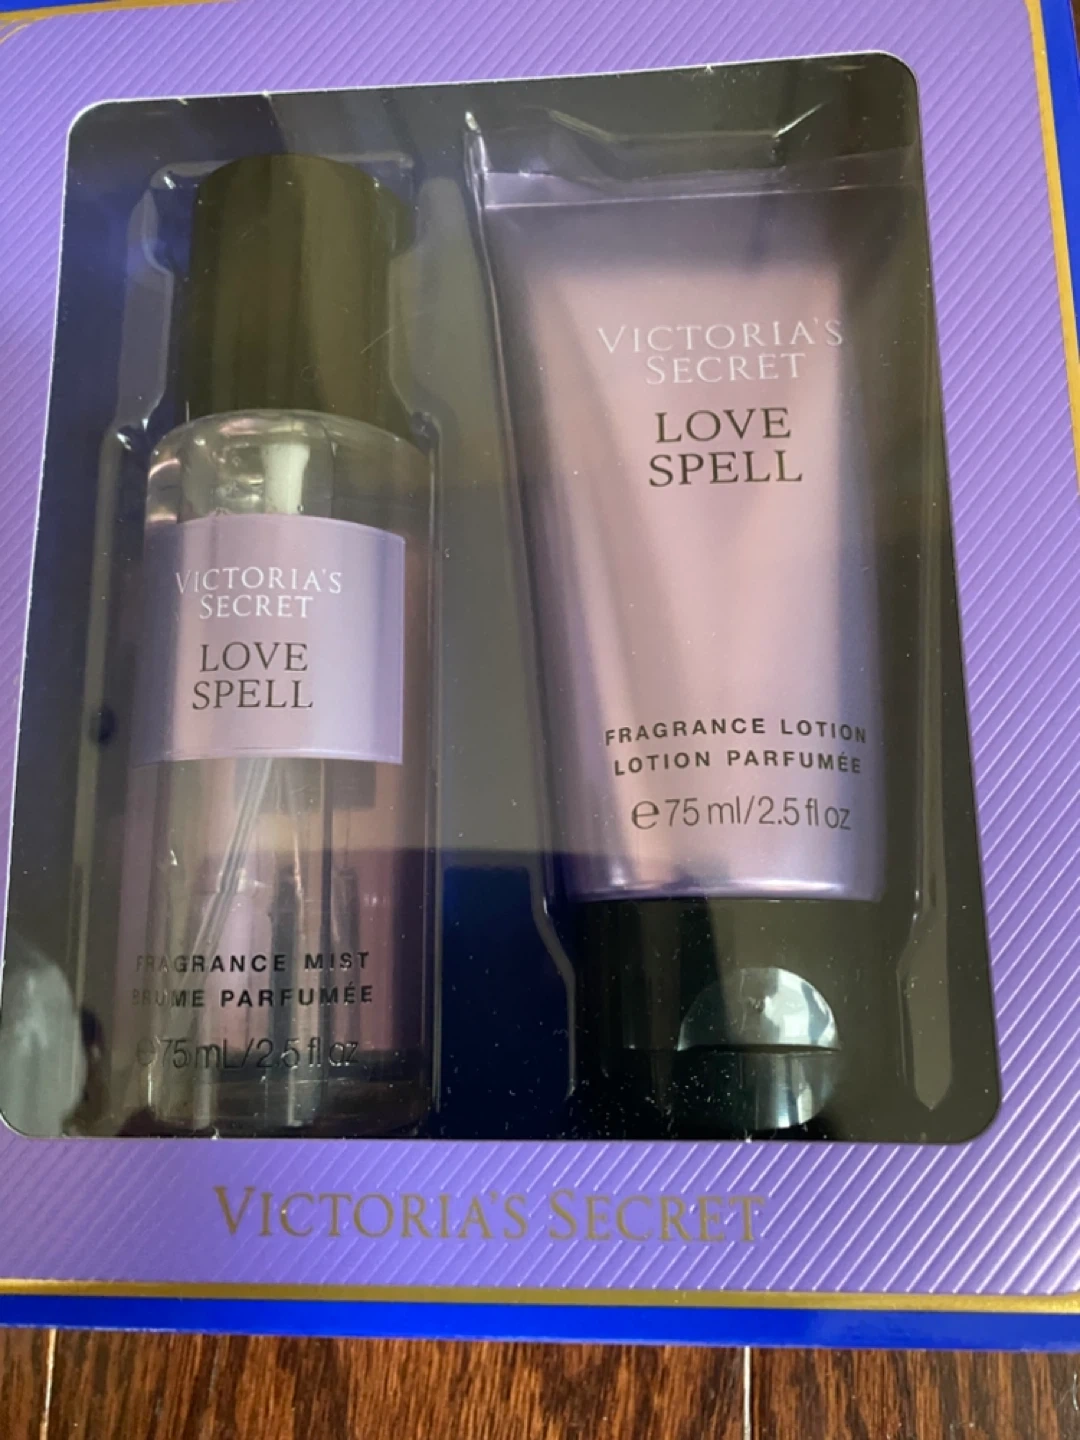 VICTORIA'S
SECRET
LOVE
SPELL
FRAGRANCE MIST
BRUME PARFUMÉE
℮75 mL/2.5 fl oz
VICTORIA'S
SECRET
LOVE
SPELL
FRAGRANCE LOTION
LOTION PARFUMÉE
℮75 ml/2.5 fl oz
VICTORIA'S SECRET